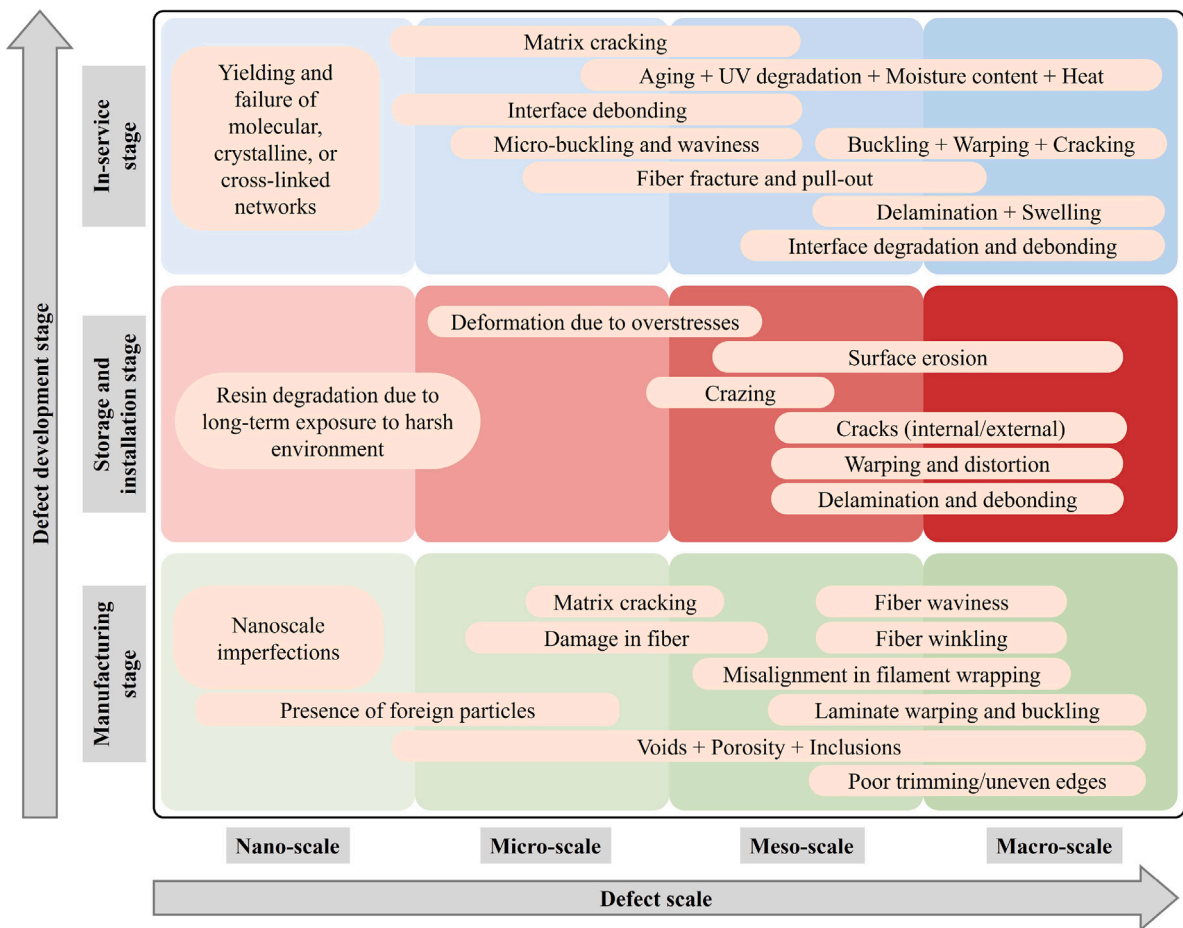 Defect development stage
In-service
stage
Yielding and
failure of
molecular,
crystalline, or
cross-linked
networks
Matrix cracking
Aging + UV degradation + Moisture content + Heat
Interface debonding
Micro-buckling and waviness
Buckling + Warping + Cracking
Fiber fracture and pull-out
Delamination + Swelling
Interface degradation and debonding
Storage and
installation stage
Resin degradation due to
long-term exposure to harsh
environment
Deformation due to overstresses
Surface erosion
Crazing
Cracks (internal/external)
Warping and distortion
Delamination and debonding
Manufacturing
stage
Nanoscale
imperfections
Matrix cracking
Fiber waviness
Damage in fiber
Fiber winkling
Misalignment in filament wrapping
Presence of foreign particles
Laminate warping and buckling
Voids + Porosity + Inclusions
Poor trimming/uneven edges
Nano-scale
Micro-scale
Meso-scale
Macro-scale
Defect scale